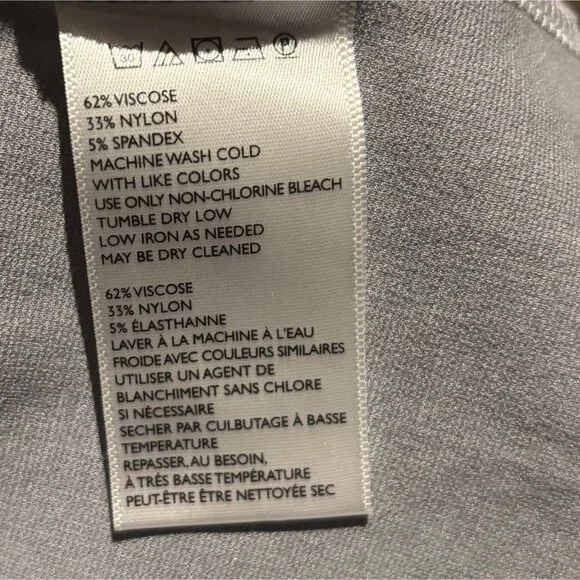 30
P
62% VISCOSE
33% NYLON
5% SPANDEX
MACHINE WASH COLD
WITH LIKE COLORS
USE ONLY NON-CHLORINE BLEACH
TUMBLE DRY LOW
LOW IRON AS NEEDED
MAY BE DRY CLEANED
62% VISCOSE
33% NYLON
5% ÉLASTHANNE
LAVER À LA MACHINE À L'EAU
FROIDE AVEC COULEURS SIMILAIRES
UTILISER UN AGENT DE
BLANCHIMENT SANS CHLORE
SI NÉCESSAIRE
SECHER PAR CULBUTAGE À BASSE
TEMPERATURE
REPASSER, AU BESOIN,
À TRÉS BASSE TEMPÉRATURE
PEUT-ÊTRE ÊTRE NETTOYÉE SEC